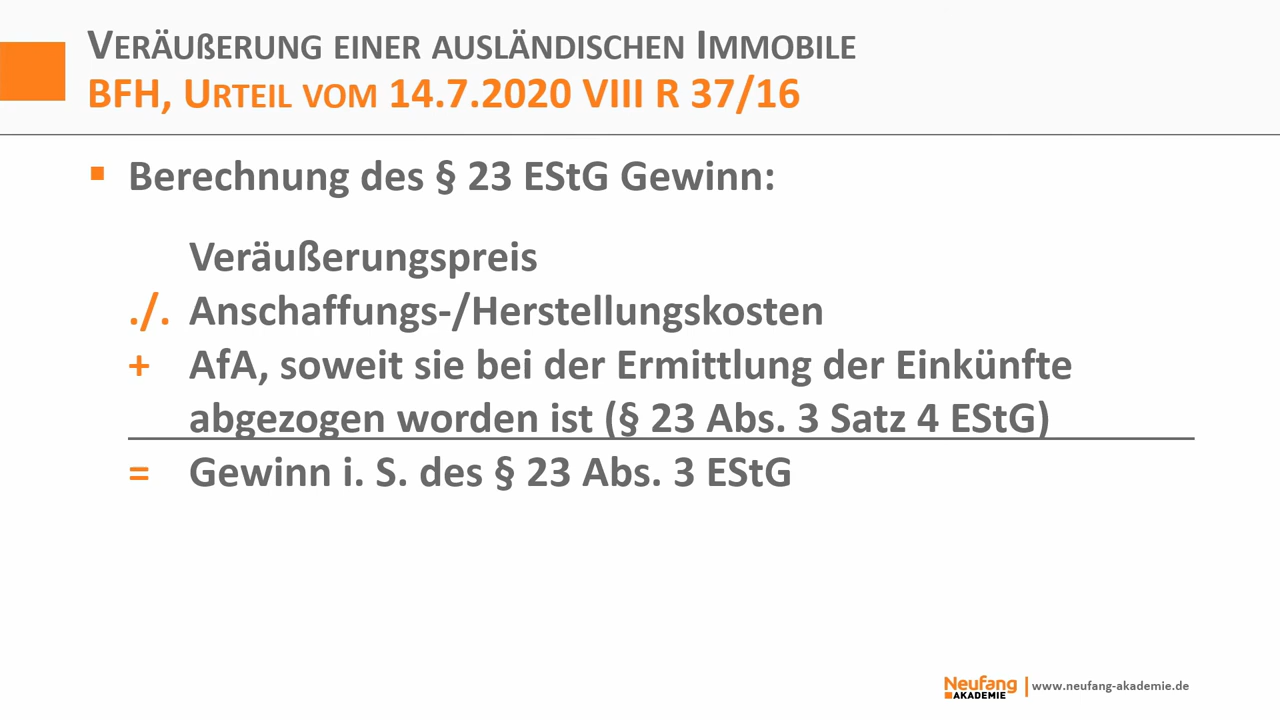 VERÄUßERUNG EINER AUSLÄNDISCHEN IMMOBILE
BFH, URTEIL VOM 14.7.2020 VIII R 37/16
▪ Berechnung des § 23 EStG Gewinn:
Veräußerungspreis
./. Anschaffungs-/Herstellungskosten
+ AfA, soweit sie bei der Ermittlung der Einkünfte
abgezogen worden ist (§ 23 Abs. 3 Satz 4 EStG)
= Gewinn i. S. des § 23 Abs. 3 EStG
Neufang
AKADEMIE
www.neufang-akademie.de